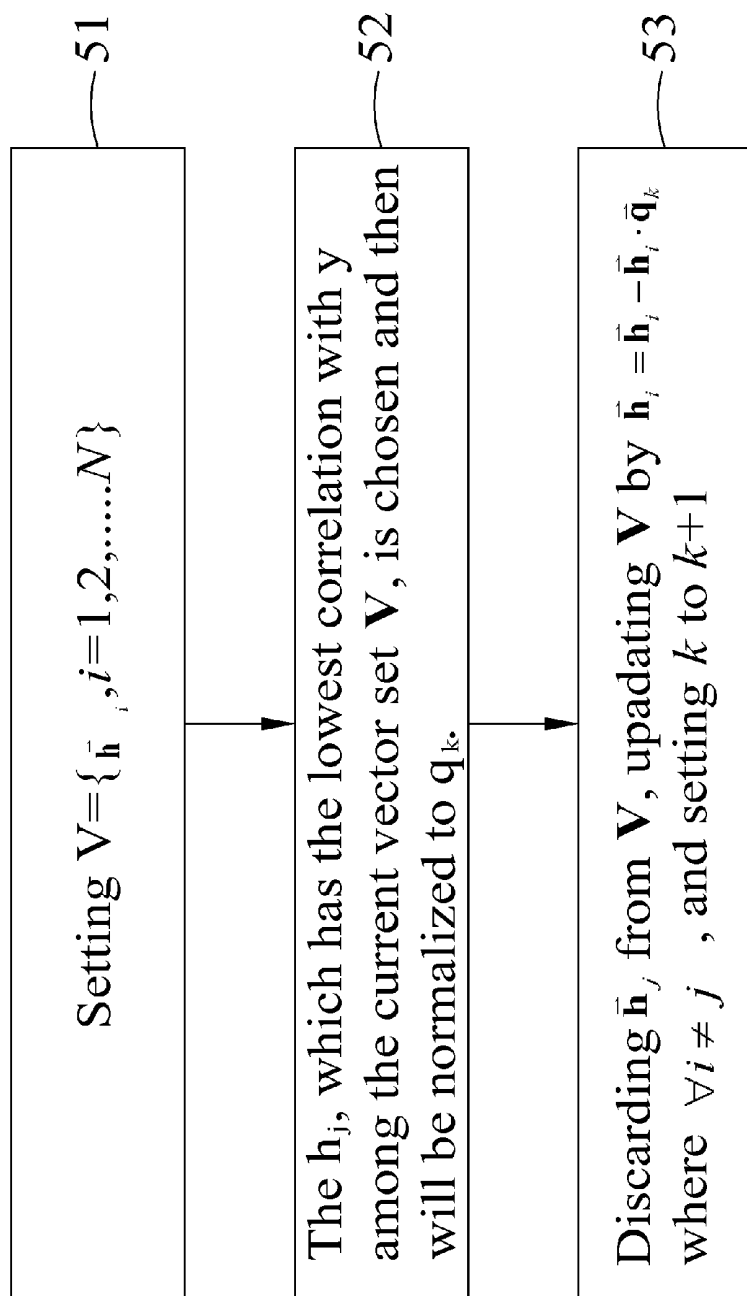 Setting V={h⃗ᵢ,i=1,2,......N}
51
The hⱼ, which has the lowest correlation with y
among the current vector set V, is chosen and then
will be normalized to qₖ.
52
Discarding h⃗ⱼ from V, upadating V by h⃗ᵢ = h⃗ᵢ − h⃗ᵢ · q⃗ₖ
where ∀i ≠ j , and setting k to k+1
53